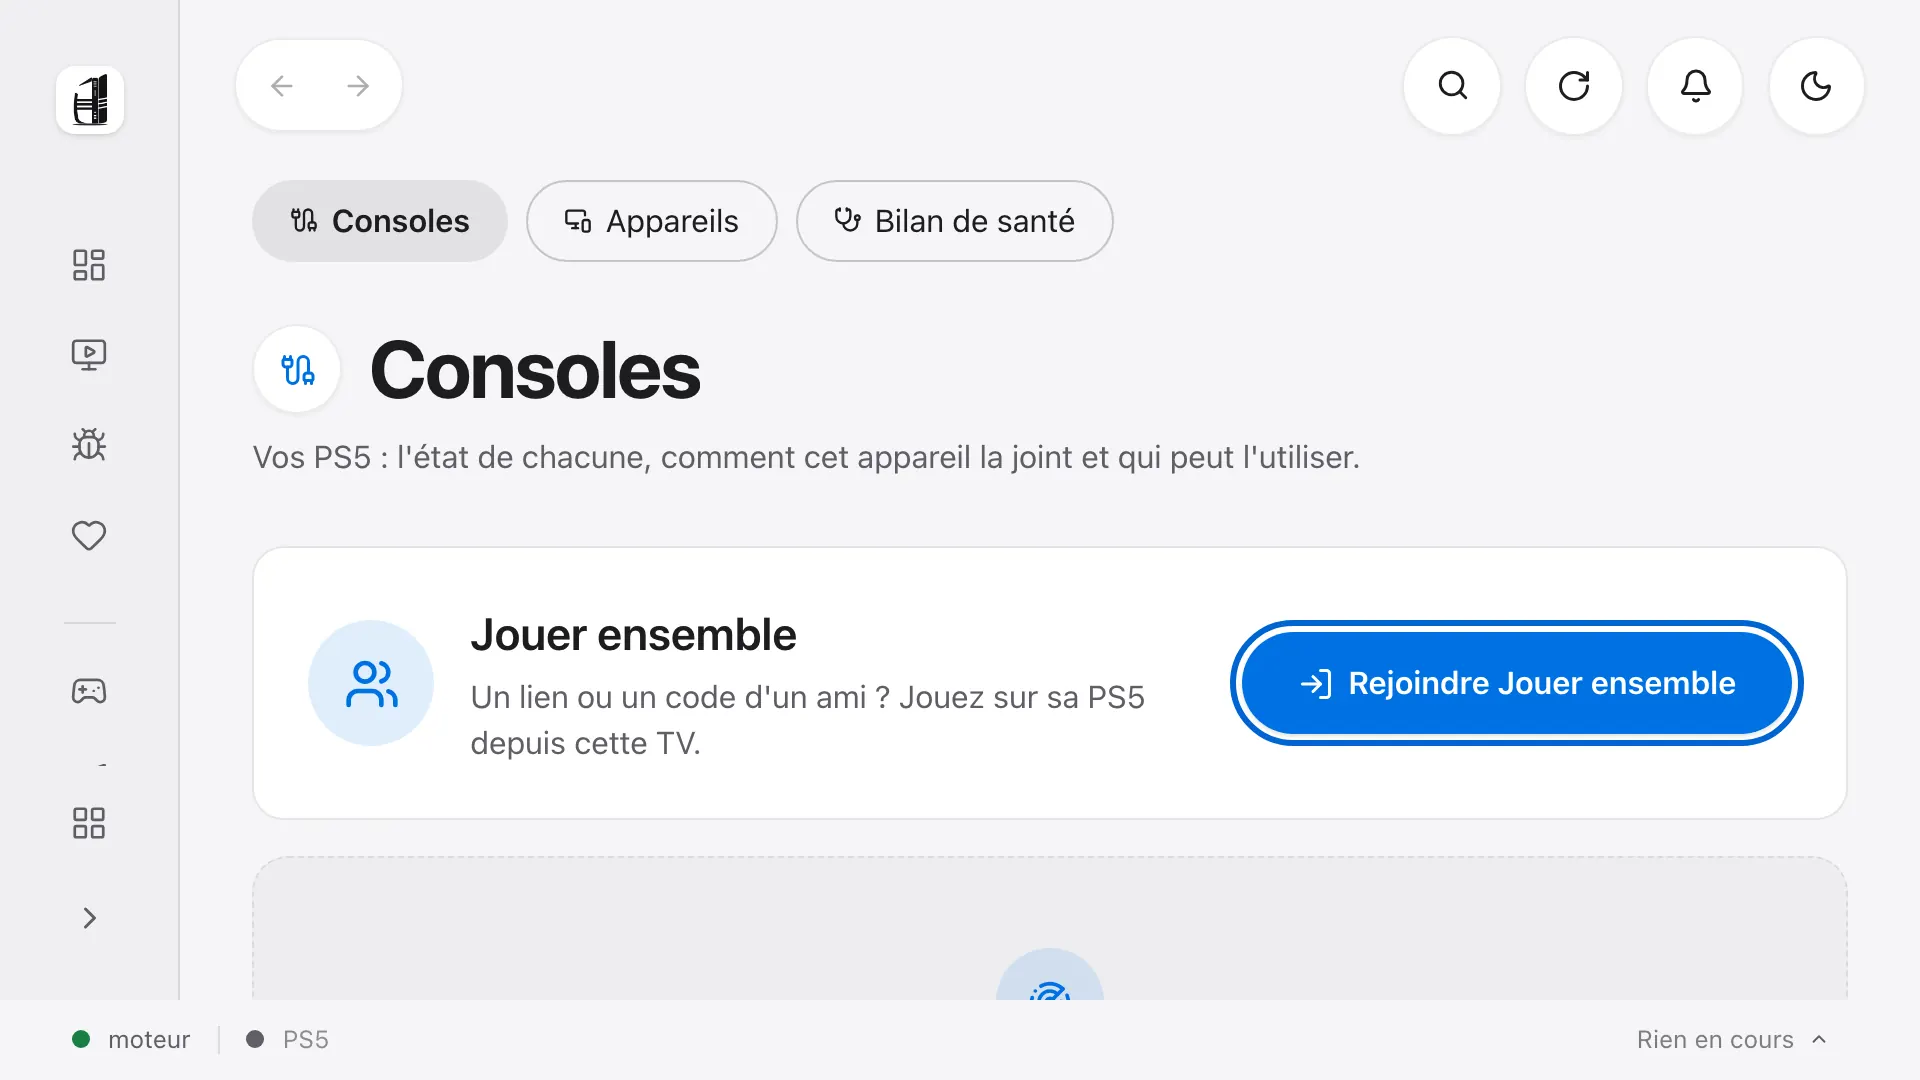 Consoles
Appareils
Bilan de santé
Consoles
Vos PS5 : l'état de chacune, comment cet appareil la joint et qui peut l'utiliser.
Jouer ensemble
Un lien ou un code d'un ami ? Jouez sur sa PS5
depuis cette TV.
Rejoindre Jouer ensemble
moteur
PS5
Rien en cours